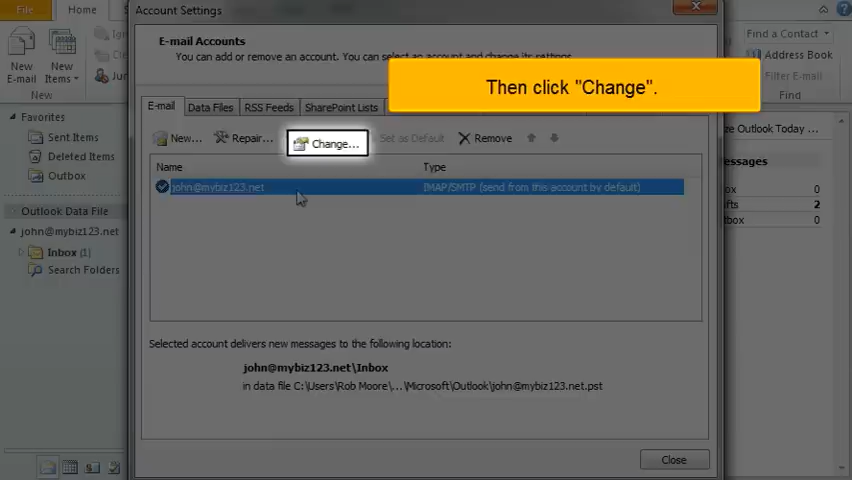 Account Settings
File
Home
E-mail Accounts
You can add or remove an account. You can select an account and change its settings.
Then click "Change".
New
E-mail
New
Items
New
Find a Contact
Address Book
Filter E-mail
Find
E-mail
Data Files
RSS Feeds
SharePoint Lists
New...
Repair...
Change...
Set as Default
Remove
Name
Type
john@mybiz123.net
IMAP/SMTP (send from this account by default)
Selected account delivers new messages to the following location:
john@mybiz123.net\Inbox
in data file C:\Users\Rob Moore\...\Microsoft\Outlook\john@mybiz123.net.pst
Close
Favorites
Sent Items
Deleted Items
Outbox
Outlook Data File
john@mybiz123.net
Inbox (1)
Search Folders
ze Outlook Today ...
essages
ox 0
fts 2
tbox 0